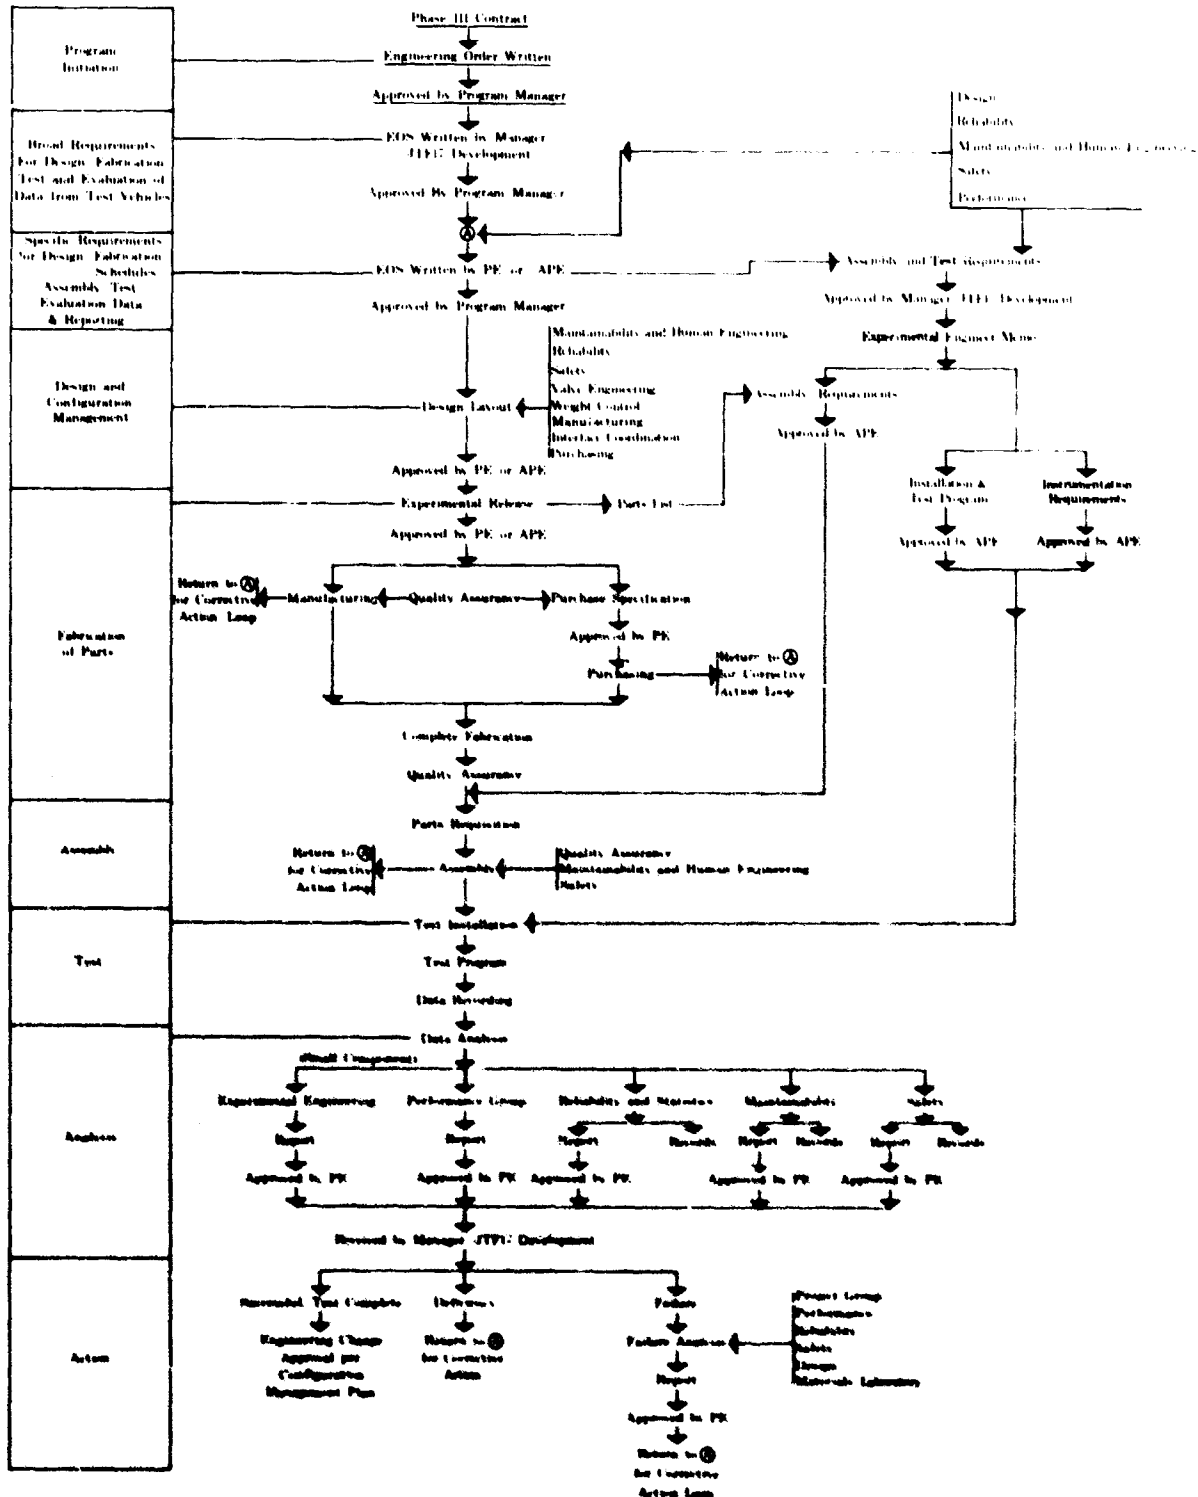 Phase III Contract
Program
Initiation
Engineering Order Written
Approved by Program Manager
Design
Reliability
Maintainability and Human Engineering
Safety
Performance
Broad Requirements
For Design Fabrication
Test and Evaluation of
Data from Test Vehicles
EOS Written by Manager
JTF17 Development
Approved By Program Manager
A
Specific Requirements
for Design Fabrication
Schedules
Assembly Test
Evaluation Data
& Reporting
EOS Written by PE or APE
Approved by Program Manager
Assembly and Test Requirements
Approved by Manager JTF17 Development
Experimental Engineer Memo
Design and
Configuration
Management
Maintainability and Human Engineering
Reliability
Safety
Value Engineering
Weight Control
Manufacturing
Interface Coordination
Purchasing
Design Layout
Approved by PE or APE
Assembly Requirements
Approved by APE
Installation &
Test Program
Approved by APE
Instrumentation
Requirements
Approved by APE
Fabrication
of Parts
Experimental Release
Parts List
Approved by PE or APE
Return to A
for Corrective
Action Loop
Manufacturing
Quality Assurance
Purchase Specification
Approved by PE
Purchasing
Return to A
for Corrective
Action Loop
Complete Fabrication
Quality Assurance
Assembly
Parts Requisition
Return to A
for Corrective
Action Loop
Assembly
Quality Assurance
Maintainability and Human Engineering
Safety
Test
Test Installation
Test Program
Data Recording
Analysis
Data Analysis
(Small Component)
Experimental Engineering
Report
Approved by PE
Performance Group
Report
Approved by PE
Reliability and Statistics
Report
Records
Approved by PE
Maintainability
Report
Records
Approved by PE
Safety
Report
Records
Approved by PE
Reviewed by Manager JTF17 Development
Action
Successful Test Complete
Engineering Change
Approval per
Configuration
Management Plan
Deficiency
Return to A
for Corrective
Action
Failure
Failure Analysis
Project Group
Performance
Reliability
Safety
Design
Materials Laboratory
Report
Approved by PE
Return to A
for Corrective
Action Loop